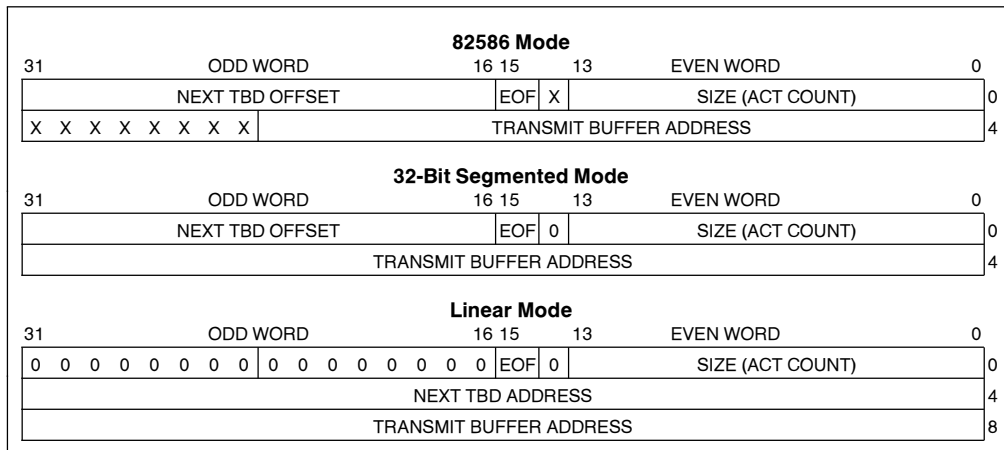 82586 Mode
31 ODD WORD 16 15 13 EVEN WORD 0
NEXT TBD OFFSET EOF X SIZE (ACT COUNT) 0
X X X X X X X X TRANSMIT BUFFER ADDRESS 4
32-Bit Segmented Mode
31 ODD WORD 16 15 13 EVEN WORD 0
NEXT TBD OFFSET EOF 0 SIZE (ACT COUNT) 0
TRANSMIT BUFFER ADDRESS 4
Linear Mode
31 ODD WORD 16 15 13 EVEN WORD 0
0 0 0 0 0 0 0 0 0 0 0 0 0 0 0 0 EOF 0 SIZE (ACT COUNT) 0
NEXT TBD ADDRESS 4
TRANSMIT BUFFER ADDRESS 8